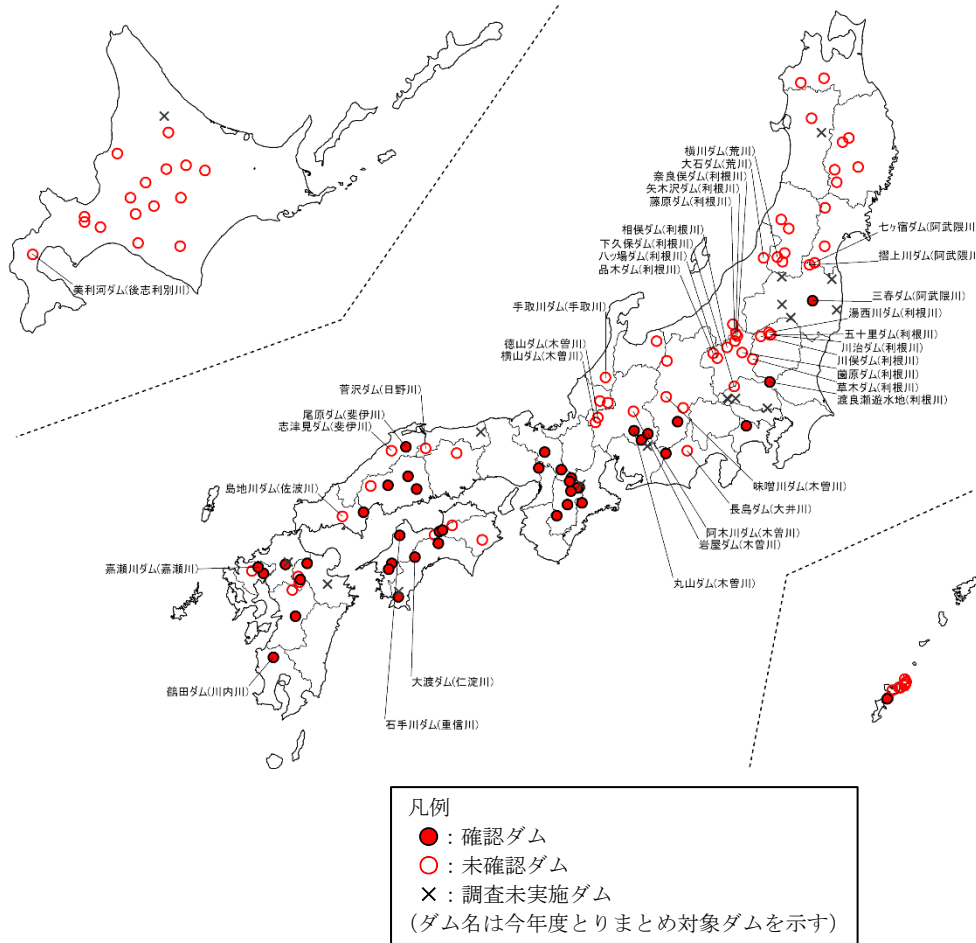 横川ダム(荒川)
大石ダム(荒川)
奈良俣ダム(利根川)
矢木沢ダム(利根川)
藤原ダム(利根川)
相俣ダム(利根川)
下久保ダム(利根川)
八ッ場ダム(利根川)
品木ダム(利根川)
七ヶ宿ダム(阿武隈川
摺上川ダム(阿武隈川
三春ダム(阿武隈川)
湯西川ダム(利根川)
五十里ダム(利根川)
川治ダム(利根川)
川俣ダム(利根川)
薗原ダム(利根川)
草木ダム(利根川)
渡良瀬遊水地(利根川)
美利河ダム(後志利別川)
手取川ダム(手取川)
徳山ダム(木曽川)
横山ダム(木曽川)
菅沢ダム(日野川)
尾原ダム(斐伊川)
志津見ダム(斐伊川)
島地川ダム(佐波川)
嘉瀬川ダム(嘉瀬川)
鶴田ダム(川内川)
大渡ダム(仁淀川)
石手川ダム(重信川)
味噌川ダム(木曽川)
長島ダム(大井川)
阿木川ダム(木曽川)
岩屋ダム(木曽川)
丸山ダム(木曽川)
凡例
：確認ダム
：未確認ダム
×：調査未実施ダム
(ダム名は今年度とりまとめ対象ダムを示す)